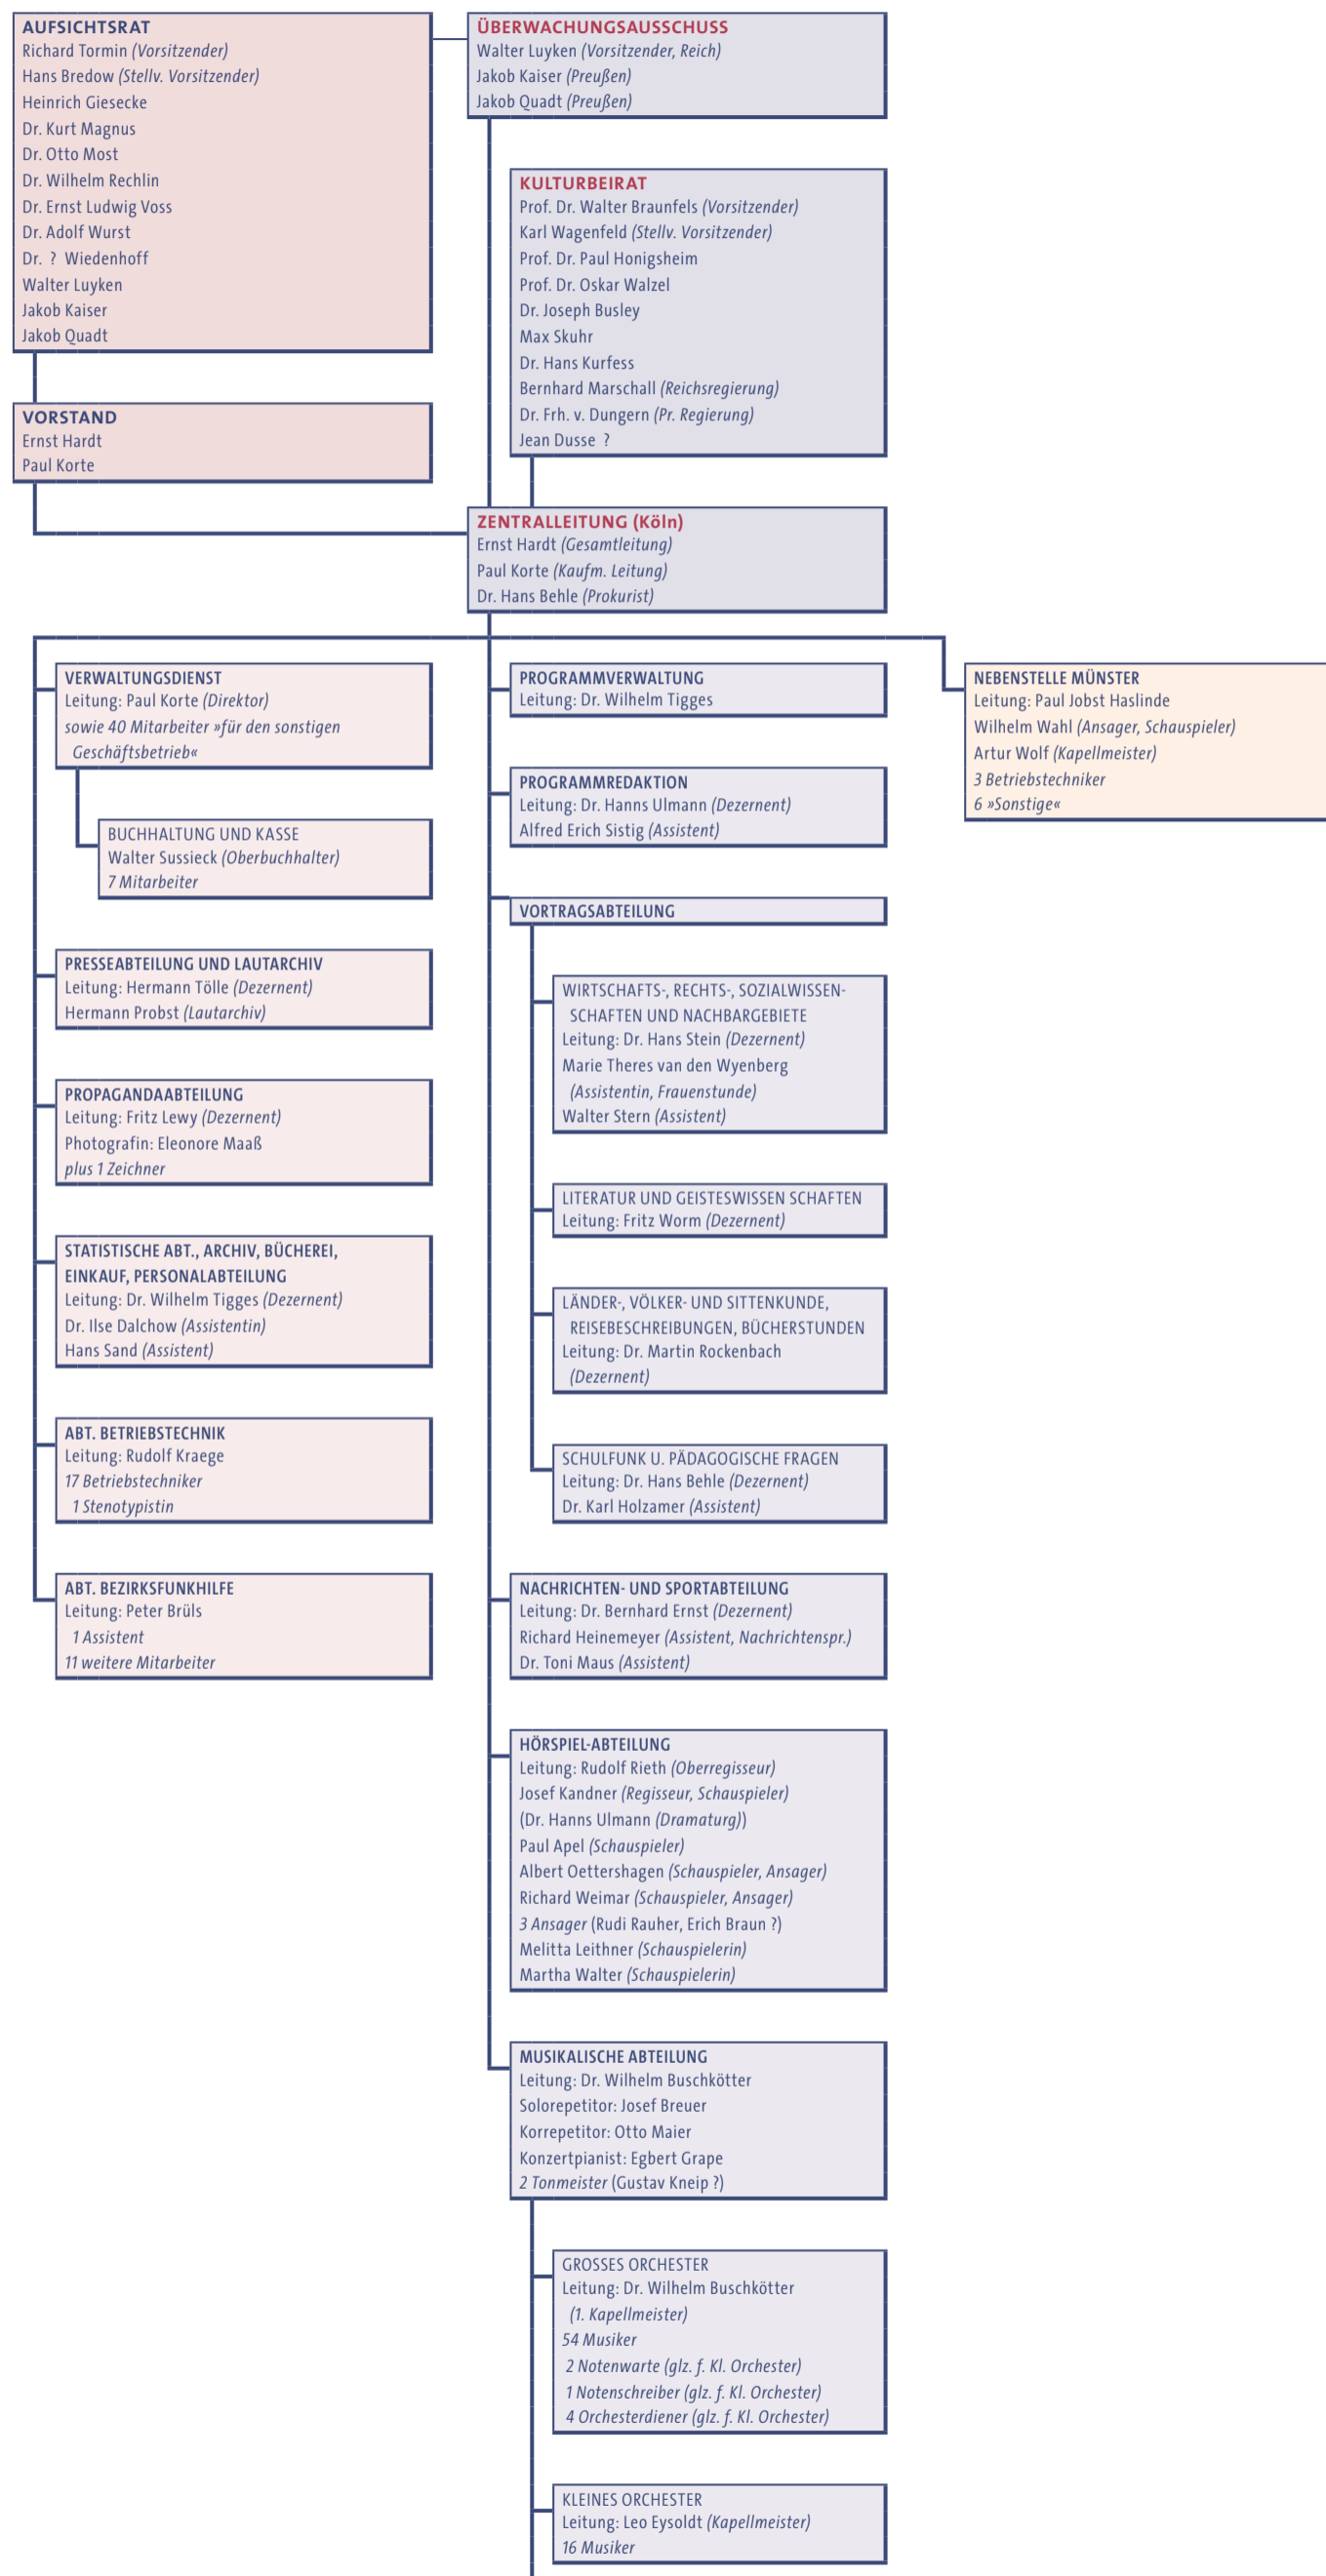 AUFSICHTSRAT
Richard Tormin (Vorsitzender)
Hans Bredow (Stellv. Vorsitzender)
Heinrich Giesecke
Dr. Kurt Magnus
Dr. Otto Most
Dr. Wilhelm Rechlin
Dr. Ernst Ludwig Voss
Dr. Adolf Wurst
Dr. ? Wiedenhoff
Walter Luyken
Jakob Kaiser
Jakob Quadt
ÜBERWACHUNGSAUSSCHUSS
Walter Luyken (Vorsitzender, Reich)
Jakob Kaiser (Preußen)
Jakob Quadt (Preußen)
KULTURBEIRAT
Prof. Dr. Walter Braunfels (Vorsitzender)
Karl Wagenfeld (Stellv. Vorsitzender)
Prof. Dr. Paul Honigsheim
Prof. Dr. Oskar Walzel
Dr. Joseph Busley
Max Skuhr
Dr. Hans Kurfess
Bernhard Marschall (Reichsregierung)
Dr. Frh. v. Dungern (Pr. Regierung)
Jean Dusse ?
VORSTAND
Ernst Hardt
Paul Korte
ZENTRALLEITUNG (Köln)
Ernst Hardt (Gesamtleitung)
Paul Korte (Kaufm. Leitung)
Dr. Hans Behle (Prokurist)
VERWALTUNGSDIENST
Leitung: Paul Korte (Direktor)
sowie 40 Mitarbeiter »für den sonstigen
Geschäftsbetrieb«
BUCHHALTUNG UND KASSE
Walter Sussieck (Oberbuchhalter)
7 Mitarbeiter
PRESSEABTEILUNG UND LAUTARCHIV
Leitung: Hermann Tölle (Dezernent)
Hermann Probst (Lautarchiv)
PROPAGANDAABTEILUNG
Leitung: Fritz Lewy (Dezernent)
Photografin: Eleonore Maaß
plus 1 Zeichner
STATISTISCHE ABT., ARCHIV, BÜCHEREI,
EINKAUF, PERSONALABTEILUNG
Leitung: Dr. Wilhelm Tigges (Dezernent)
Dr. Ilse Dalchow (Assistentin)
Hans Sand (Assistent)
ABT. BETRIEBSTECHNIK
Leitung: Rudolf Kraege
17 Betriebstechniker
1 Stenotypistin
ABT. BEZIRKSFUNKHILFE
Leitung: Peter Brüls
1 Assistent
11 weitere Mitarbeiter
PROGRAMMVERWALTUNG
Leitung: Dr. Wilhelm Tigges
PROGRAMMREDAKTION
Leitung: Dr. Hanns Ulmann (Dezernent)
Alfred Erich Sistig (Assistent)
VORTRAGSABTEILUNG
WIRTSCHAFTS-, RECHTS-, SOZIALWISSEN-
SCHAFTEN UND NACHBARGEBIETE
Leitung: Dr. Hans Stein (Dezernent)
Marie Theres van den Wyenberg
(Assistentin, Frauenstunde)
Walter Stern (Assistent)
LITERATUR UND GEISTESWISSEN SCHAFTEN
Leitung: Fritz Worm (Dezernent)
LÄNDER-, VÖLKER- UND SITTENKUNDE,
REISEBESCHREIBUNGEN, BÜCHERSTUNDEN
Leitung: Dr. Martin Rockenbach
(Dezernent)
SCHULFUNK U. PÄDAGOGISCHE FRAGEN
Leitung: Dr. Hans Behle (Dezernent)
Dr. Karl Holzamer (Assistent)
NACHRICHTEN- UND SPORTABTEILUNG
Leitung: Dr. Bernhard Ernst (Dezernent)
Richard Heinemeyer (Assistent, Nachrichtenspr.)
Dr. Toni Maus (Assistent)
HÖRSPIEL-ABTEILUNG
Leitung: Rudolf Rieth (Oberregisseur)
Josef Kandner (Regisseur, Schauspieler)
(Dr. Hanns Ulmann (Dramaturg))
Paul Apel (Schauspieler)
Albert Oettershagen (Schauspieler, Ansager)
Richard Weimar (Schauspieler, Ansager)
3 Ansager (Rudi Rauher, Erich Braun ?)
Melitta Leithner (Schauspielerin)
Martha Walter (Schauspielerin)
MUSIKALISCHE ABTEILUNG
Leitung: Dr. Wilhelm Buschkötter
Solorepetitor: Josef Breuer
Korrepetitor: Otto Maier
Konzertpianist: Egbert Grape
2 Tonmeister (Gustav Kneip ?)
GROSSES ORCHESTER
Leitung: Dr. Wilhelm Buschkötter
(1. Kapellmeister)
54 Musiker
2 Notenwarte (glz. f. Kl. Orchester)
1 Notenschreiber (glz. f. Kl. Orchester)
4 Orchesterdiener (glz. f. Kl. Orchester)
KLEINES ORCHESTER
Leitung: Leo Eysoldt (Kapellmeister)
16 Musiker
NEBENSTELLE MÜNSTER
Leitung: Paul Jobst Haslinde
Wilhelm Wahl (Ansager, Schauspieler)
Artur Wolf (Kapellmeister)
3 Betriebstechniker
6 »Sonstige«